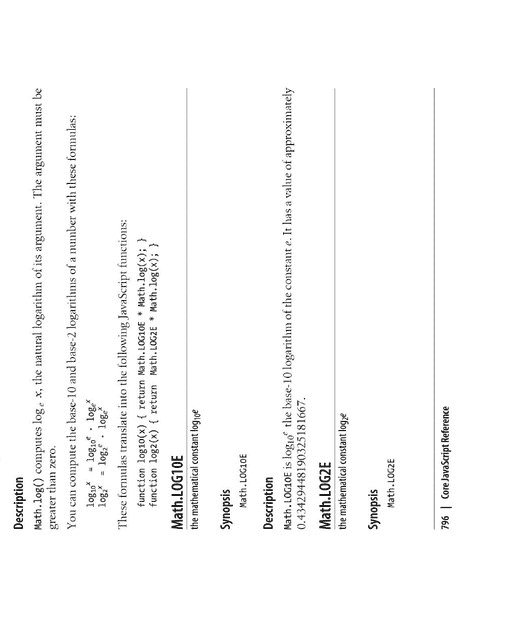 Description
Math.log() computes logₑ x, the natural logarithm of its argument. The argument must be
greater than zero.
You can compute the base-10 and base-2 logarithms of a number with these formulas:
log₁₀ˣ = log₁₀ᵉ · logₑˣ
log₂ˣ = log₂ᵉ · logₑˣ
These formulas translate into the following JavaScript functions:
function log10(x) { return Math.LOG10E * Math.log(x); }
function log2(x) { return Math.LOG2E * Math.log(x); }
Math.LOG10E
the mathematical constant log₁₀e
Synopsis
Math.LOG10E
Description
Math.LOG10E is log₁₀ᵉ the base-10 logarithm of the constant e. It has a value of approximately
0.43429448190325181667.
Math.LOG2E
the mathematical constant log₂e
Synopsis
Math.LOG2E
796 | Core JavaScript Reference